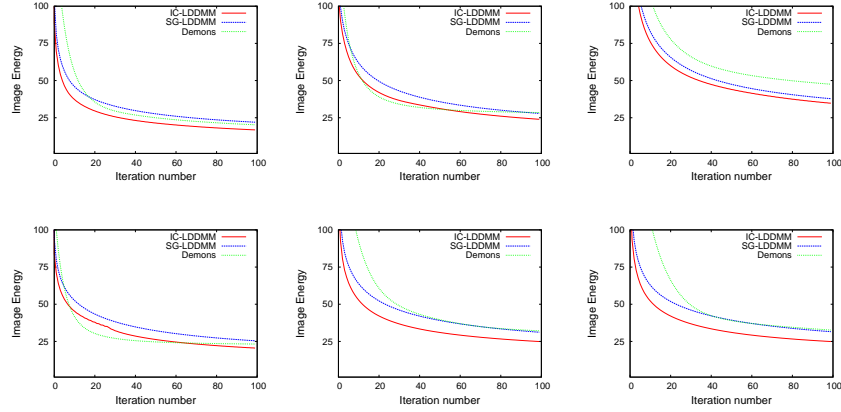 100
75
50
25
0 20 40 60 80 100
Image Energy
Iteration number
IC-LDDMM
SG-LDDMM
Demons
100
75
50
25
0 20 40 60 80 100
Image Energy
Iteration number
IC-LDDMM
SG-LDDMM
Demons
100
75
50
25
0 20 40 60 80 100
Image Energy
Iteration number
IC-LDDMM
SG-LDDMM
Demons
100
75
50
25
0 20 40 60 80 100
Image Energy
Iteration number
IC-LDDMM
SG-LDDMM
Demons
100
75
50
25
0 20 40 60 80 100
Image Energy
Iteration number
IC-LDDMM
SG-LDDMM
Demons
100
75
50
25
0 20 40 60 80 100
Image Energy
Iteration number
IC-LDDMM
SG-LDDMM
Demons